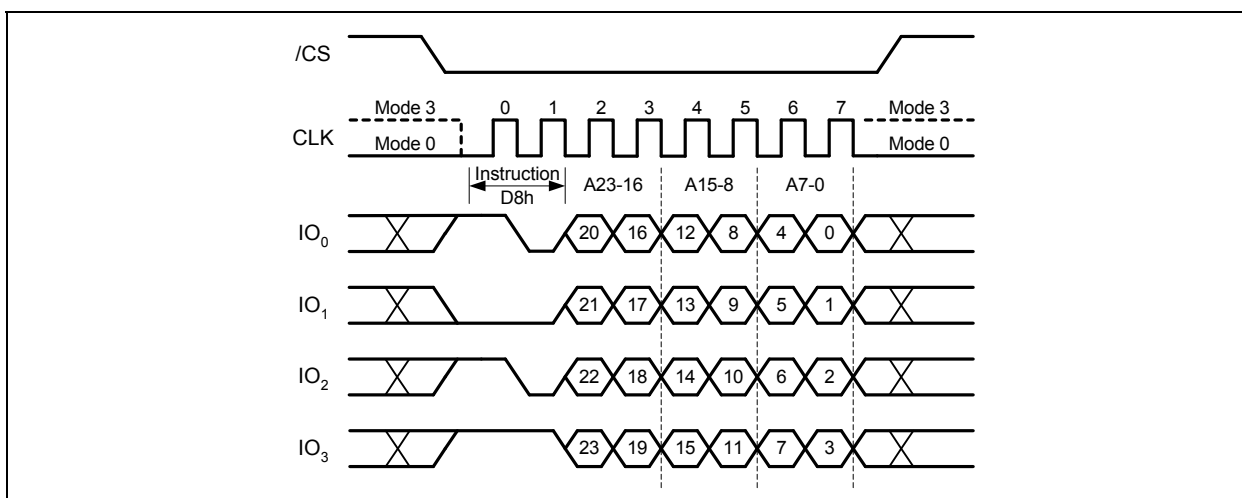 /CS
Mode 3 0 1 2 3 4 5 6 7 Mode 3
CLK
Mode 0 Mode 0
Instruction
D8h
A23-16 A15-8 A7-0
IO0 20 16 12 8 4 0
IO1 21 17 13 9 5 1
IO2 22 18 14 10 6 2
IO3 23 19 15 11 7 3